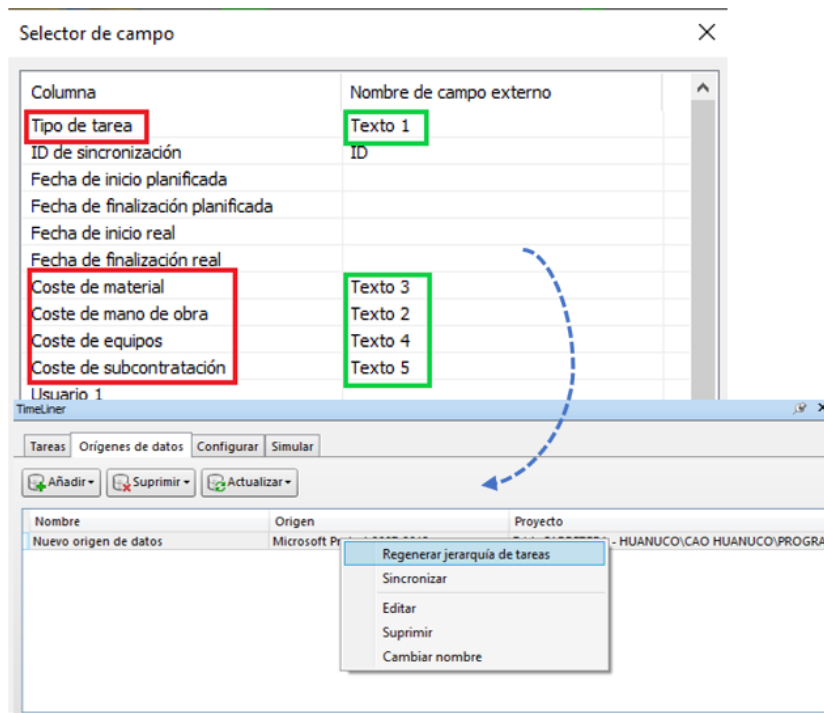 Selector de campo
Columna Nombre de campo externo
Tipo de tarea Texto 1
ID de sincronización ID
Fecha de inicio planificada
Fecha de finalización planificada
Fecha de inicio real
Fecha de finalización real
Coste de material Texto 3
Coste de mano de obra Texto 2
Coste de equipos Texto 4
Coste de subcontratación Texto 5
Usuario 1
TimeLiner
Tareas Orígenes de datos Configurar Simular
Añadir Suprimir Actualizar
Nombre Origen Proyecto
Nuevo origen de datos Microsoft - HUANUCO\CAO HUANUCO\PROGRA
Regenerar jerarquía de tareas
Sincronizar
Editar
Suprimir
Cambiar nombre